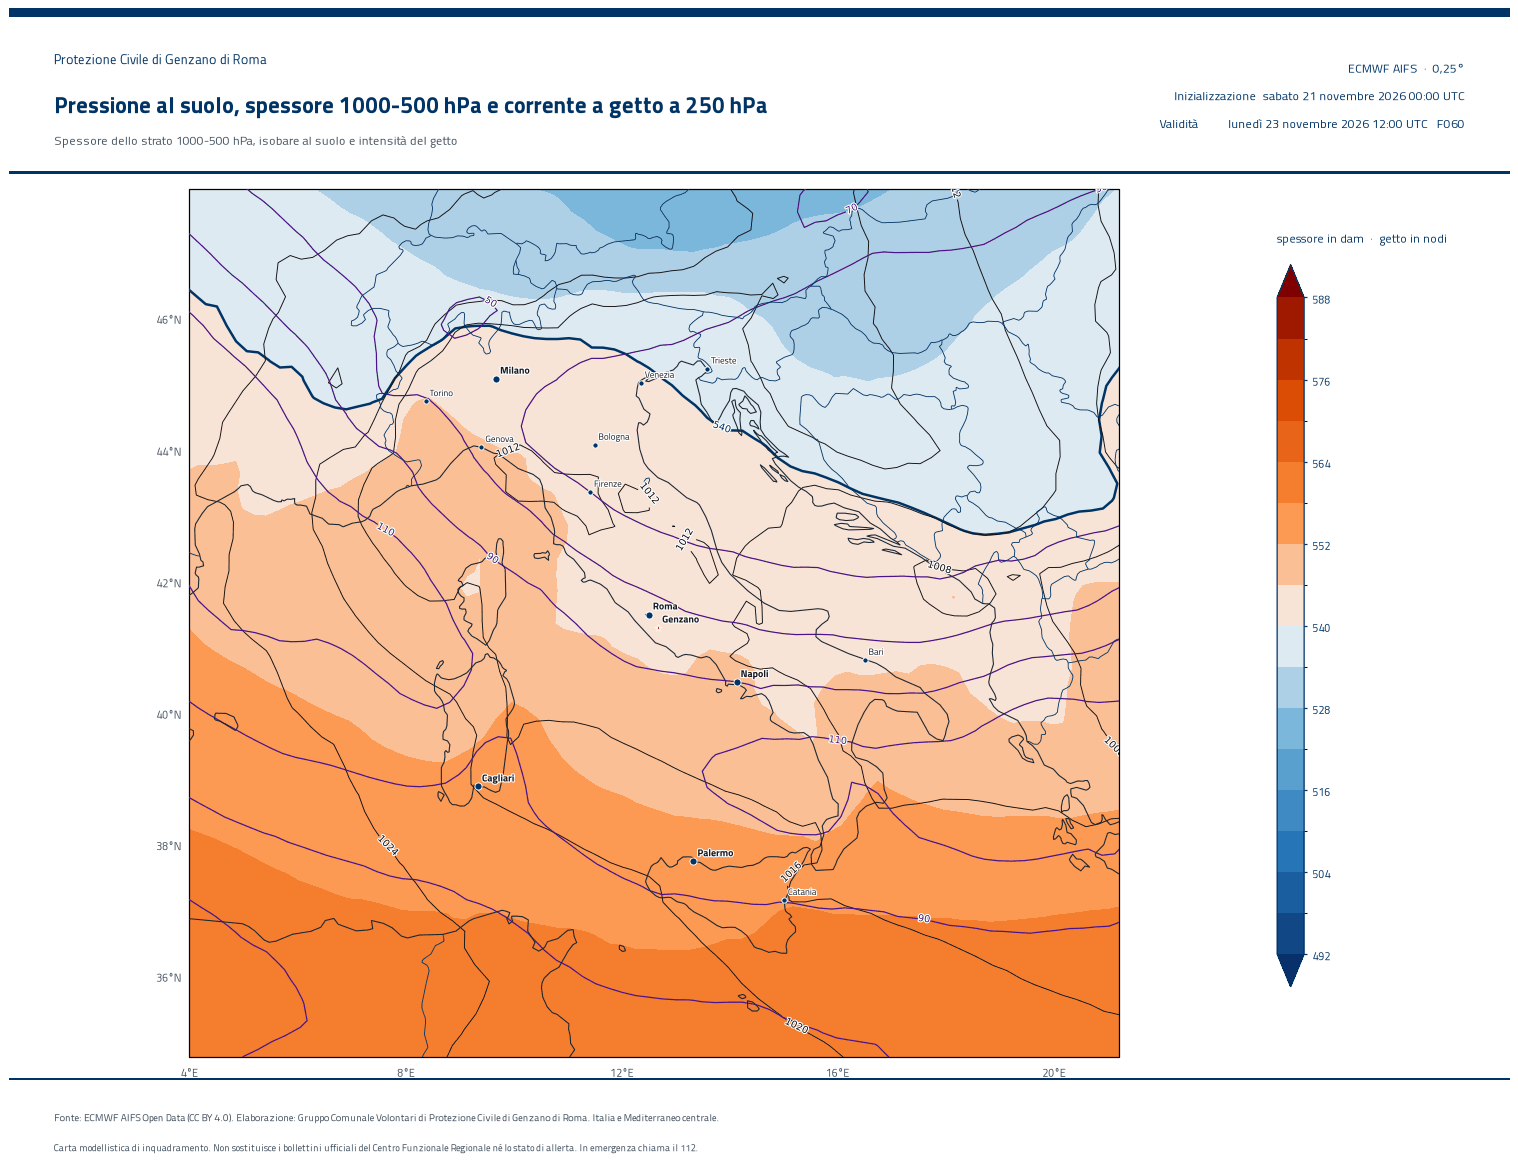 Protezione Civile di Genzano di Roma
Pressione al suolo, spessore 1000-500 hPa e corrente a getto a 250 hPa
Spessore dello strato 1000-500 hPa, isobare al suolo e intensità del getto
ECMWF AIFS · 0,25°
Inizializzazione sabato 21 novembre 2026 00:00 UTC
Validità lunedì 23 novembre 2026 12:00 UTC F060
spessore in dam · getto in nodi
588
576
564
552
540
528
516
504
492
46°N
44°N
42°N
40°N
38°N
36°N
4°E
8°E
12°E
16°E
20°E
70
50
Trieste
Milano
Venezia
Torino
540
Genova
Bologna
1012
Firenze
1012
110
1012
90
1008
Roma
Genzano
Bari
Napoli
110
100
Cagliari
1024
Palermo
1016
Catania
90
1020
Fonte: ECMWF AIFS Open Data (CC BY 4.0). Elaborazione: Gruppo Comunale Volontari di Protezione Civile di Genzano di Roma. Italia e Mediterraneo centrale.
Carta modellistica di inquadramento. Non sostituisce i bollettini ufficiali del Centro Funzionale Regionale né lo stato di allerta. In emergenza chiama il 112.